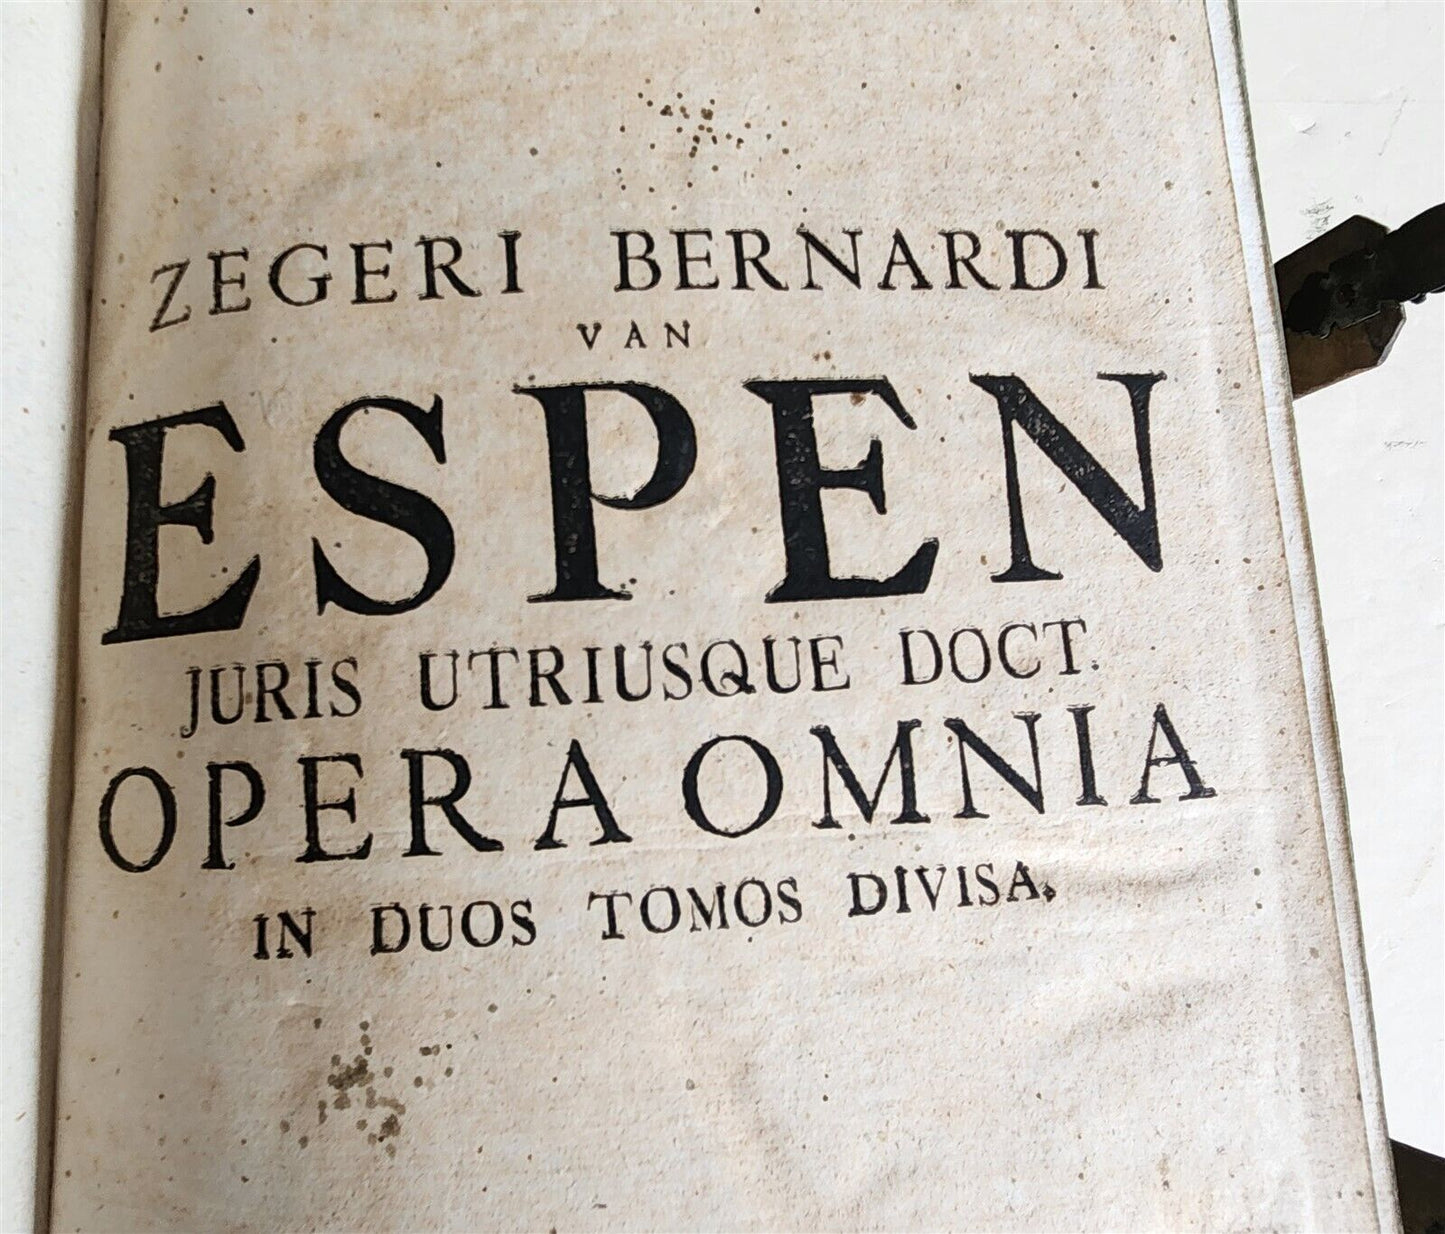 ZEGERI BERNARDI
VAN
ESPEN
JURIS UTRIUSQUE DOCT.
OPERA OMNIA
IN DUOS TOMOS DIVISA.